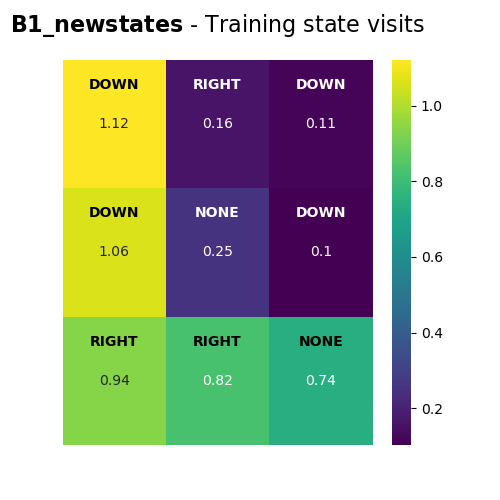 B1_newstates - Training state visits
DOWN RIGHT DOWN
1.12 0.16 0.11
DOWN NONE DOWN
1.06 0.25 0.1
RIGHT RIGHT NONE
0.94 0.82 0.74
1.0
0.8
0.6
0.4
0.2